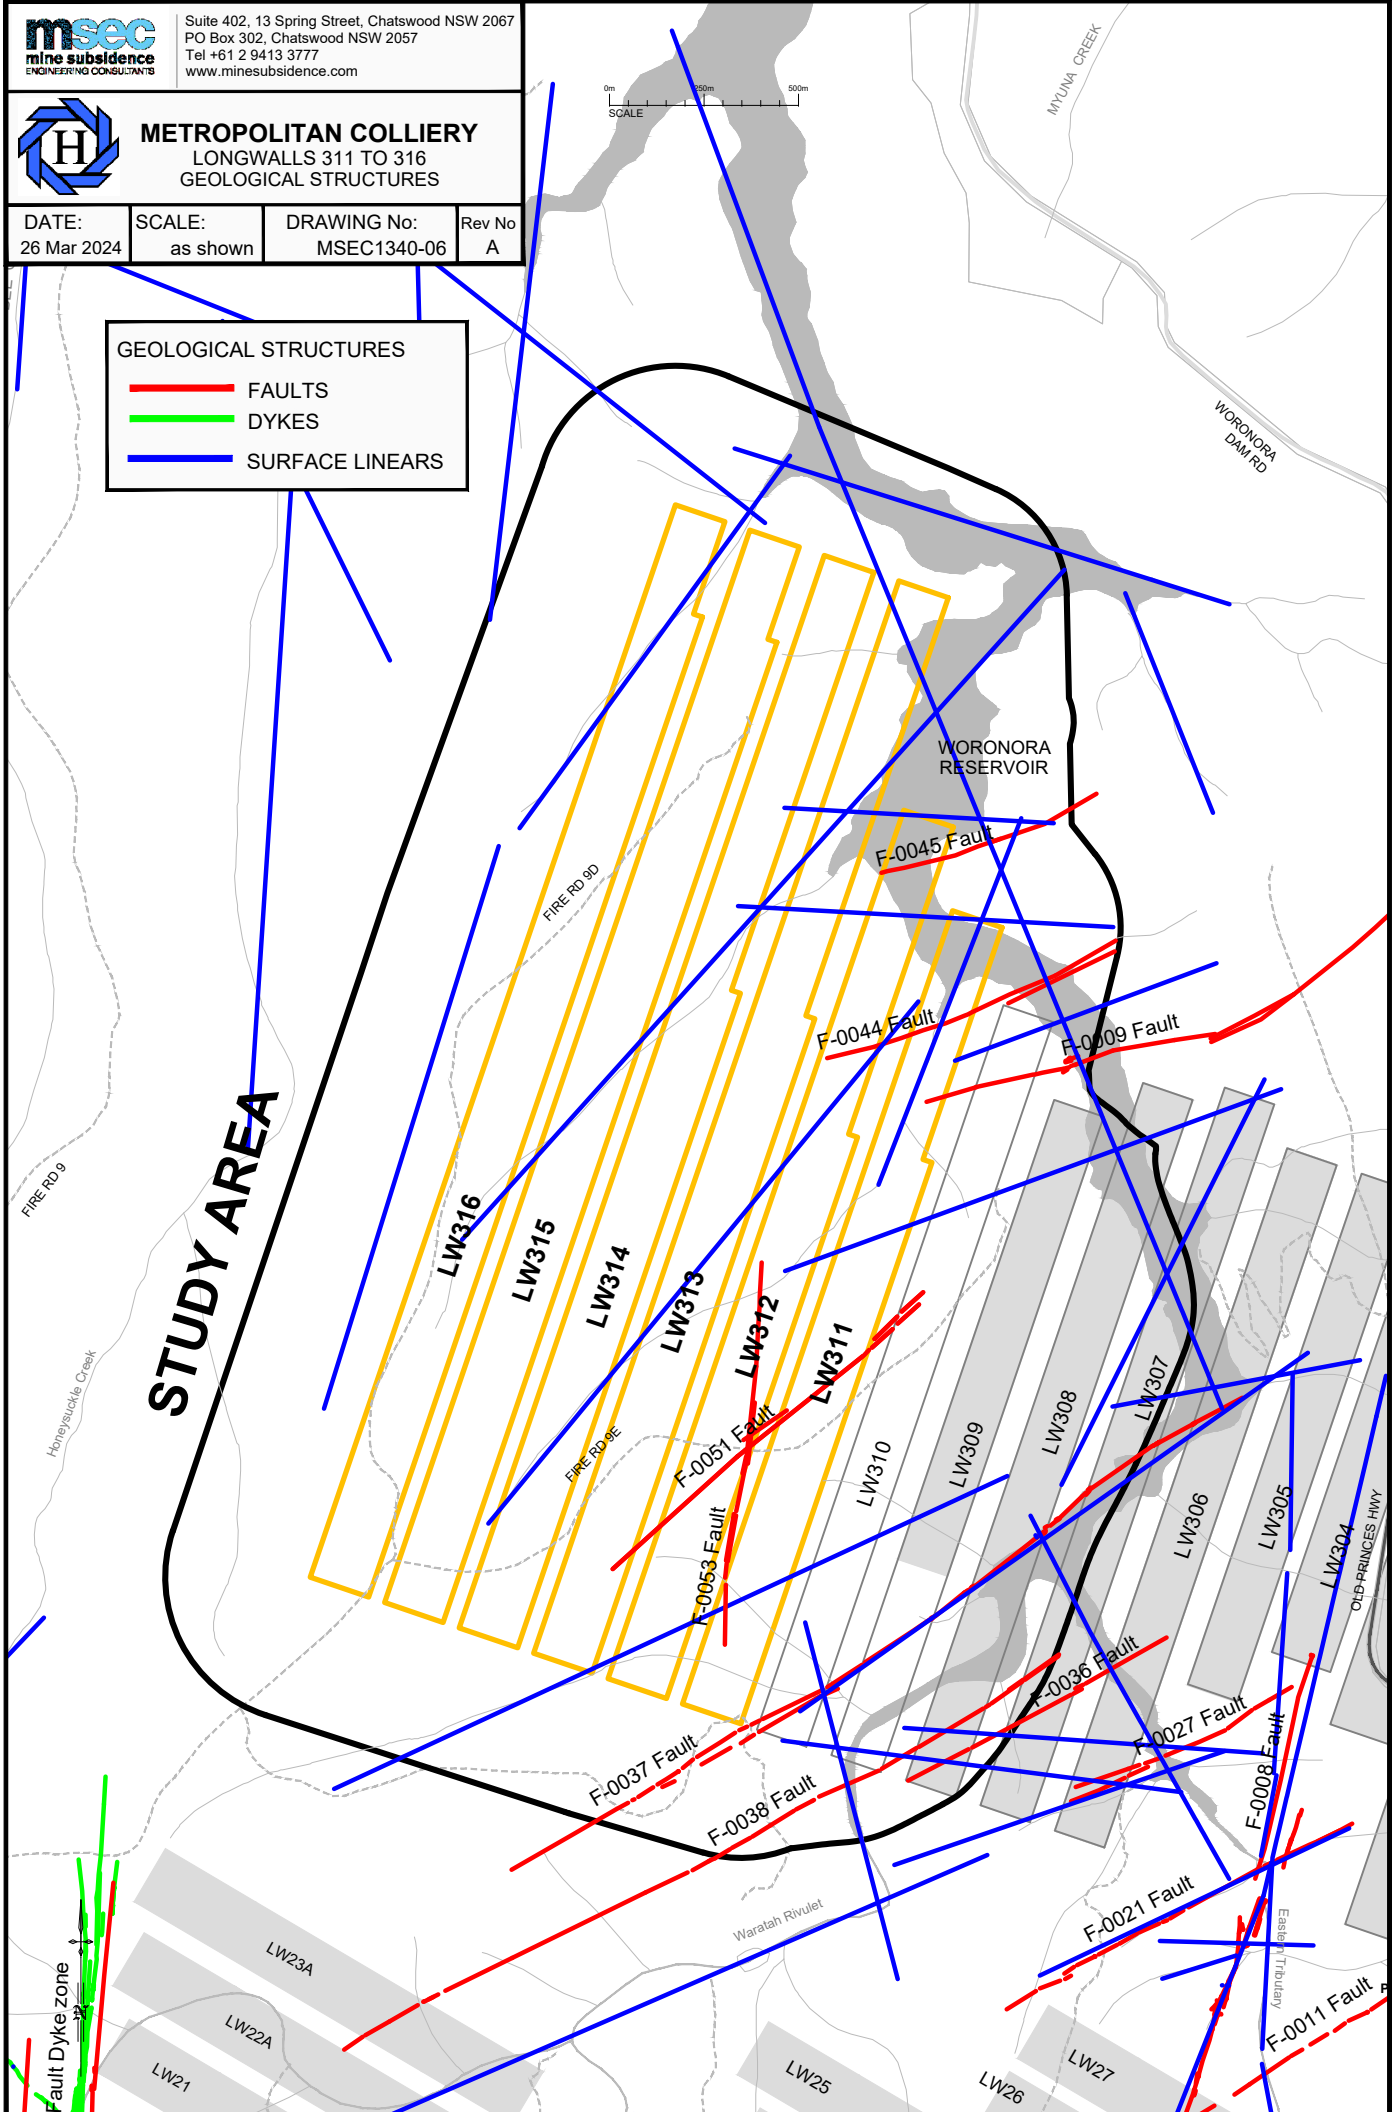 msec
mine subsidence
ENGINEERING CONSULTANTS
Suite 402, 13 Spring Street, Chatswood NSW 2067
PO Box 302, Chatswood NSW 2057
Tel +61 2 9413 3777
www.minesubsidence.com
H
METROPOLITAN COLLIERY
LONGWALLS 311 TO 316
GEOLOGICAL STRUCTURES
DATE:
26 Mar 2024
SCALE:
as shown
DRAWING No:
MSEC1340-06
Rev No
A
0m
250m
500m
SCALE
MYUNA CREEK
GEOLOGICAL STRUCTURES
FAULTS
DYKES
SURFACE LINEARS
WORONORA
DAM RD
WORONORA
RESERVOIR
F-0045 Fault
FIRE RD 9D
F-0044 Fault
F-0009 Fault
STUDY AREA
FIRE RD 9
LW316
LW315
LW314
LW313
LW312
LW311
LW310
LW309
LW308
LW307
LW306
LW305
LW304
OLD PRINCES HWY
Honeysuckle Creek
FIRE RD 9E
F-0051 Fault
F-0053 Fault
F-0036 Fault
F-0027 Fault
F-0008 Fault
F-0037 Fault
F-0038 Fault
F-0021 Fault
F-0011 Fault
Waratah Rivulet
Eastern Tributary
Fault Dyke zone
N
LW23A
LW22A
LW21
LW25
LW26
LW27